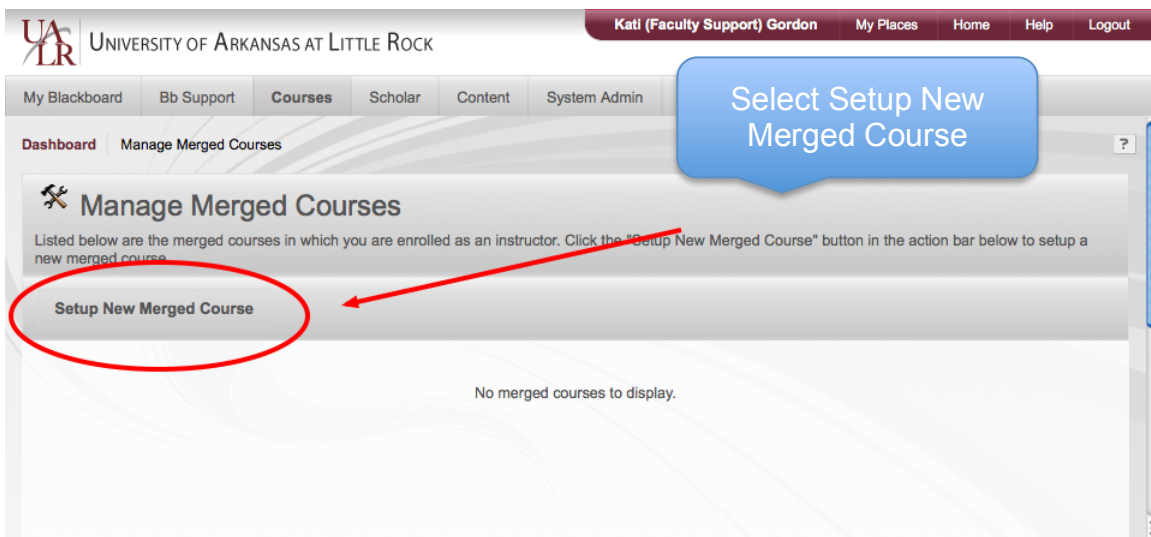 Kati (Faculty Support) Gordon My Places Home Help Logout
UALR UNIVERSITY OF ARKANSAS AT LITTLE ROCK
My Blackboard Bb Support Courses Scholar Content System Admin
Select Setup New
Merged Course
Dashboard Manage Merged Courses ?
Manage Merged Courses
Listed below are the merged courses in which you are enrolled as an instructor. Click the "Setup New Merged Course" button in the action bar below to setup a
new merged course.
Setup New Merged Course
No merged courses to display.